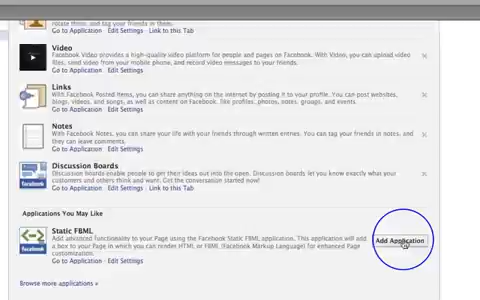 rotate them, and tag your friends in them.
Go to Application · Edit Settings · Link to this Tab
Video
Facebook Video provides a high-quality video platform for people and pages on Facebook. With Video, you can upload video
files, send video from your mobile phone, and record video messages to your friends.
Go to Application · Edit Settings
Links
With Facebook Posted Items, you can share anything on the internet by posting it to your profile. You can post websites,
blogs, videos, and songs, as well as content on Facebook, like profiles, photos, notes, groups, and events.
Go to Application · Edit Settings
Notes
With Facebook Notes, you can share your life with your friends through written entries. You can tag your friends in notes, and
they can leave comments.
Go to Application · Edit Settings
Discussion Boards
Discussion boards enable people to get their ideas out into the open. Discussion Boards let you know exactly what your
customers and others think and want. Get the conversation started now!
facebook
Go to Application · Edit Settings · Link to this Tab
Applications You May Like
Static FBML
Add advanced functionality to your Page using the Facebook Static FBML application. This application will add
a box to your Page in which you can render HTML or FBML (Facebook Markup Language) for enhanced Page
customization.
facebook
Go to Application · Edit Settings
Add Application
Browse more applications »